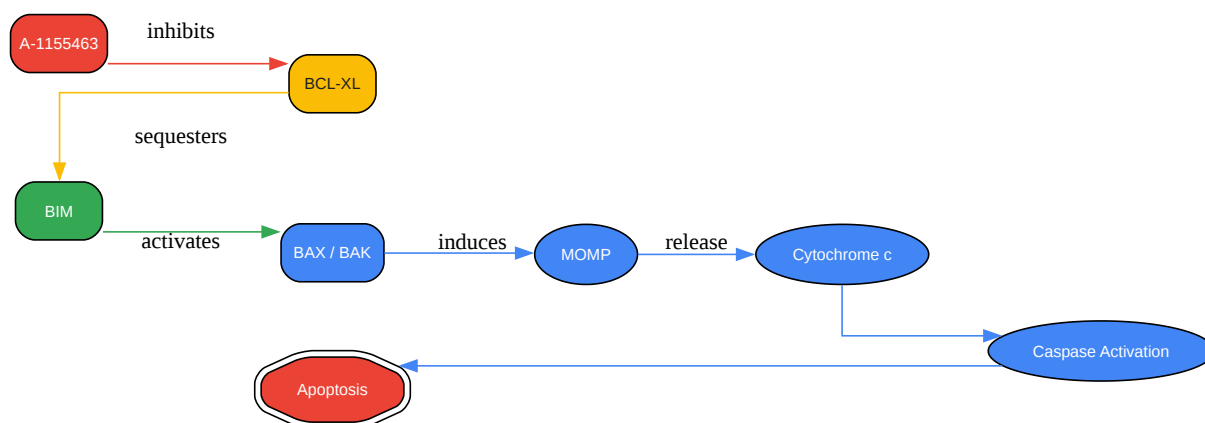 A-1155463
inhibits
BCL-XL
sequesters
BIM
activates
BAX / BAK
induces
MOMP
release
Cytochrome c
Caspase Activation
Apoptosis